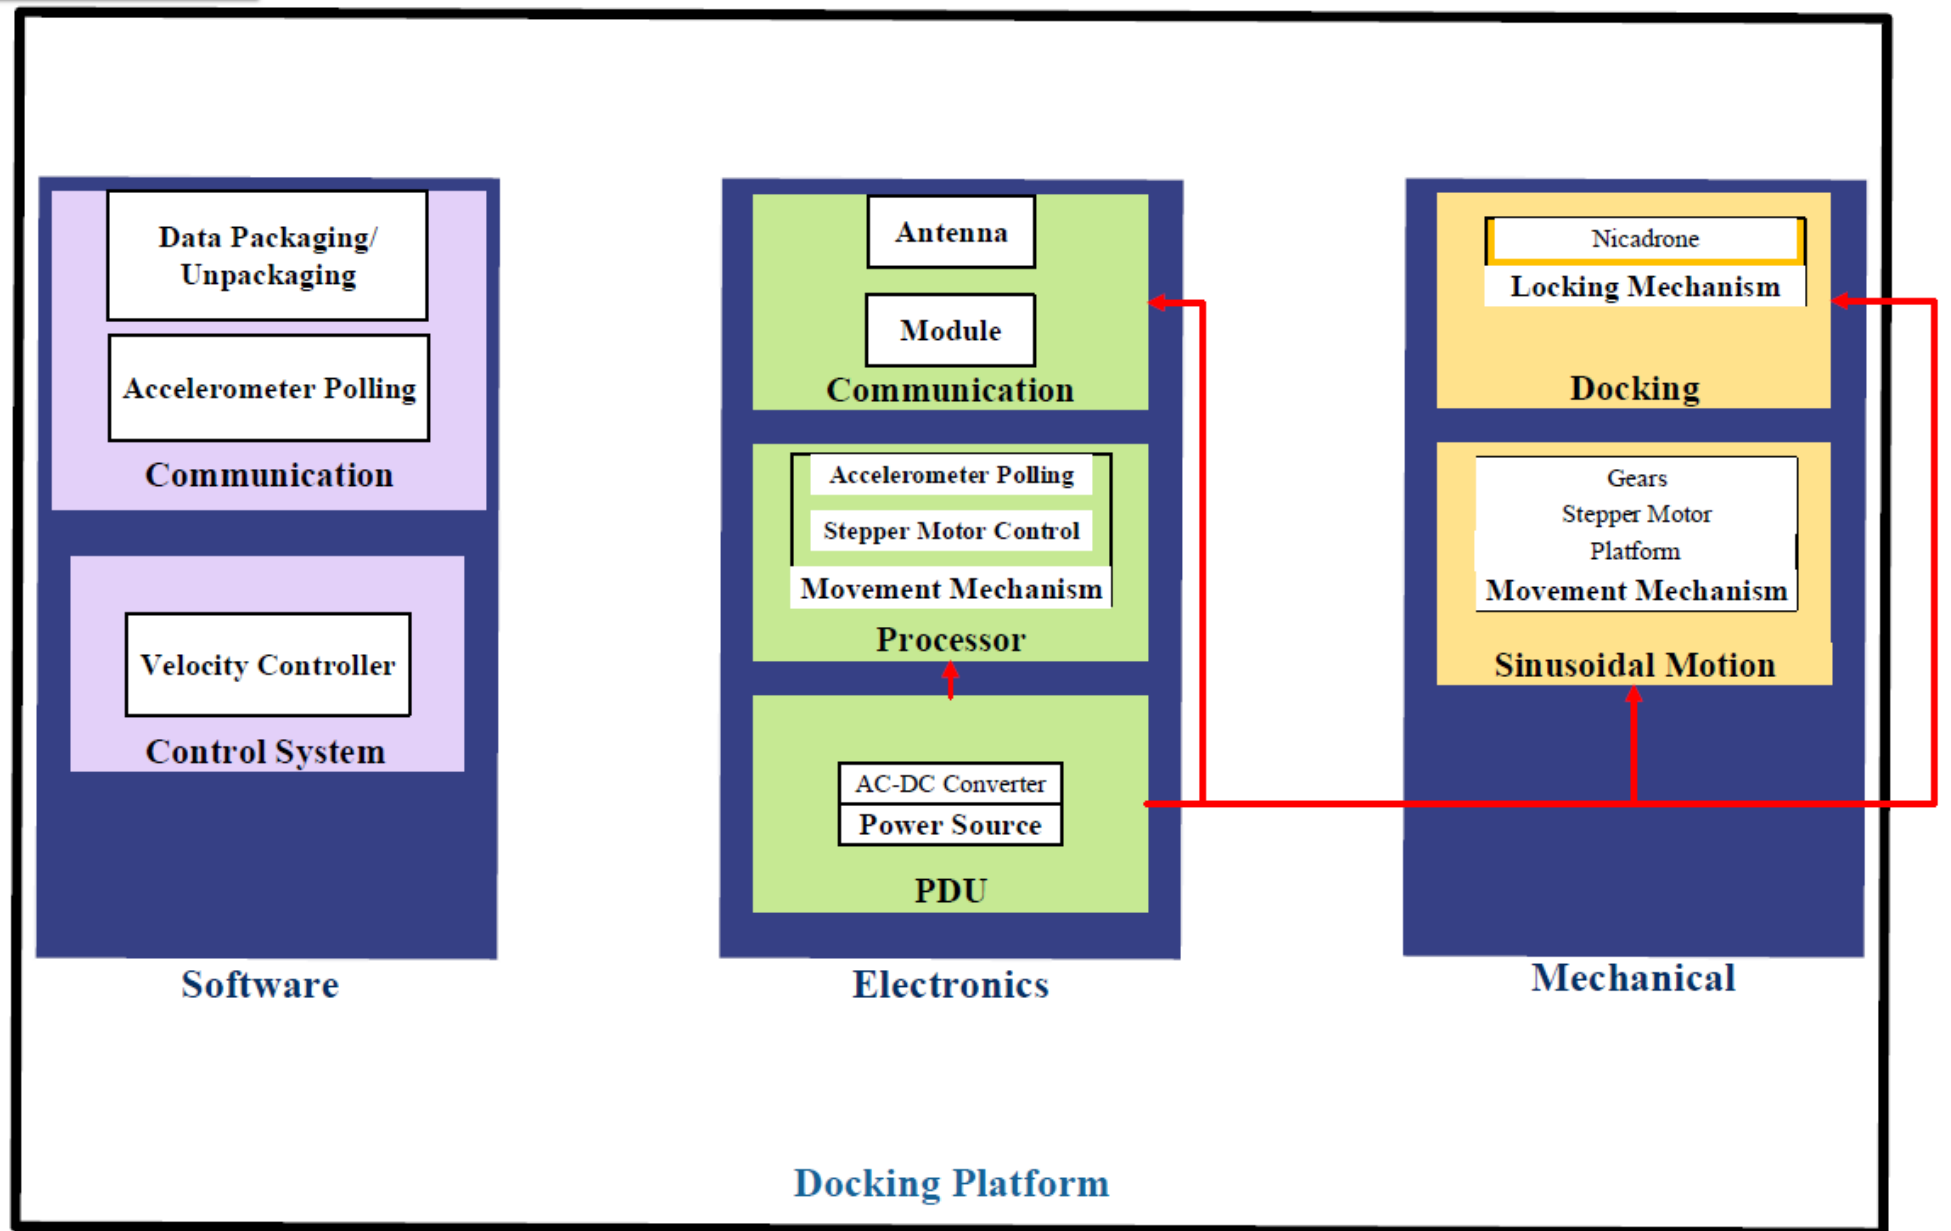 Data Packaging/
Unpackaging
Accelerometer Polling
Communication
Velocity Controller
Control System
Software
Antenna
Module
Communication
Accelerometer Polling
Stepper Motor Control
Movement Mechanism
Processor
AC-DC Converter
Power Source
PDU
Electronics
Nicadrone
Locking Mechanism
Docking
Gears
Stepper Motor
Platform
Movement Mechanism
Sinusoidal Motion
Mechanical
Docking Platform